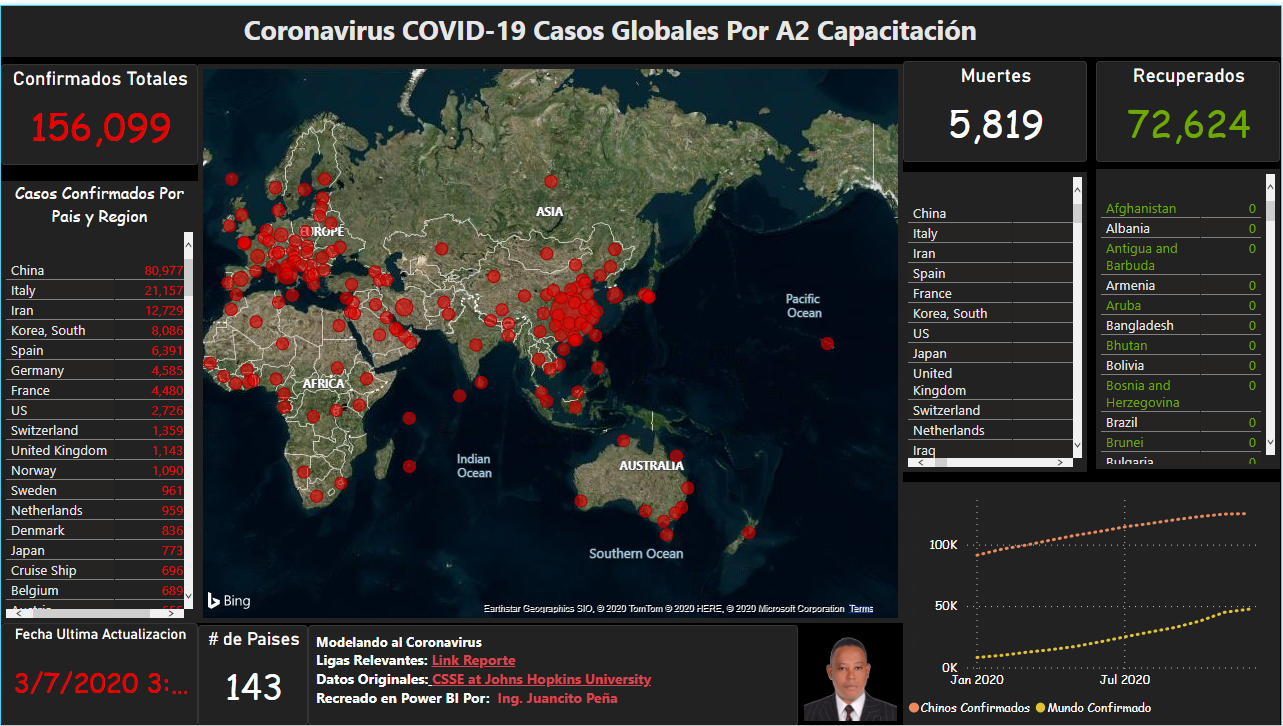 Coronavirus COVID-19 Casos Globales Por A2 Capacitación
Confirmados Totales
156,099
Muertes
5,819
Recuperados
72,624
Casos Confirmados Por
Pais y Region
China 80,977
Italy 21,157
Iran 12,729
Korea, South 8,086
Spain 6,391
Germany 4,585
France 4,480
US 2,726
Switzerland 1,359
United Kingdom 1,143
Norway 1,090
Sweden 961
Netherlands 959
Denmark 836
Japan 773
Cruise Ship 696
Belgium 689
Austria 655
ASIA
EUROPE
AFRICA
Pacific
Ocean
Indian
Ocean
AUSTRALIA
Southern Ocean
Bing
Earthstar Geographics SIO, © 2020 TomTom © 2020 HERE, © 2020 Microsoft Corporation Terms
China
Italy
Iran
Spain
France
Korea, South
US
Japan
United
Kingdom
Switzerland
Netherlands
Iraq
Afghanistan 0
Albania 0
Antigua and 0
Barbuda
Armenia 0
Aruba 0
Bangladesh 0
Bhutan 0
Bolivia 0
Bosnia and 0
Herzegovina
Brazil 0
Brunei 0
Bulgaria 0
100K
50K
0K
Jan 2020 Jul 2020
Chinos Confirmados Mundo Confirmado
Fecha Ultima Actualizacion
3/7/2020 3:...
# de Paises
143
Modelando al Coronavirus
Ligas Relevantes: Link Reporte
Datos Originales: CSSE at Johns Hopkins University
Recreado en Power BI Por: Ing. Juancito Peña